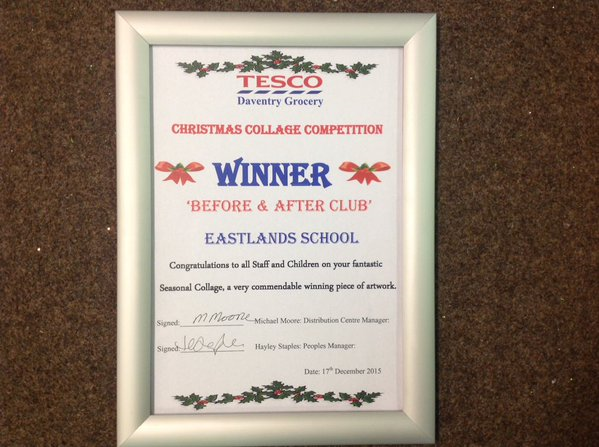 TESCO
Daventry Grocery
CHRISTMAS COLLAGE COMPETITION
WINNER
'BEFORE & AFTER CLUB'
EASTLANDS SCHOOL
Congratulations to all Staff and Children on your fantastic
Seasonal Collage, a very commendable winning piece of artwork.
Signed: M Moore Michael Moore: Distribution Centre Manager:
Signed: Hayley Staples: Peoples Manager:
Date: 17th December 2015